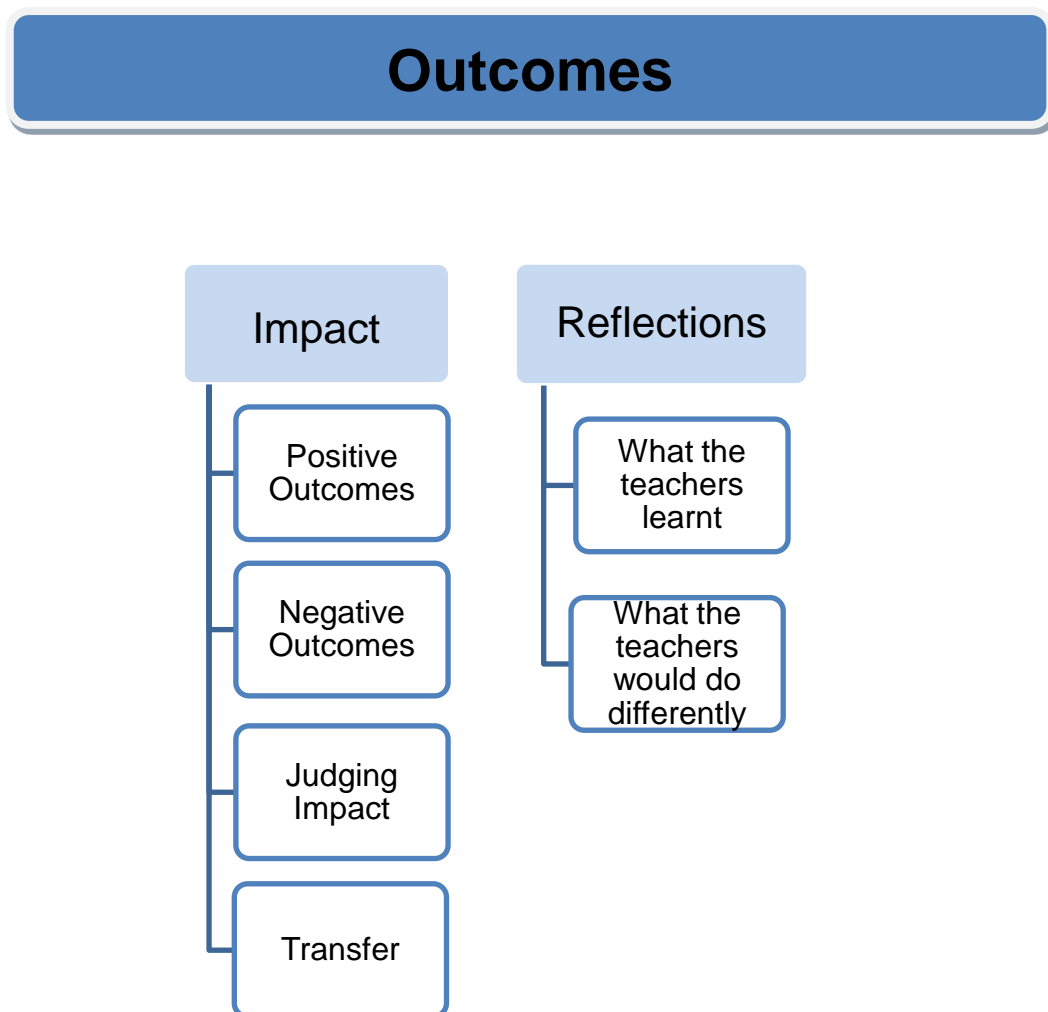 Outcomes
Impact
Positive
Outcomes
Negative
Outcomes
Judging
Impact
Transfer
Reflections
What the
teachers
learnt
What the
teachers
would do
differently